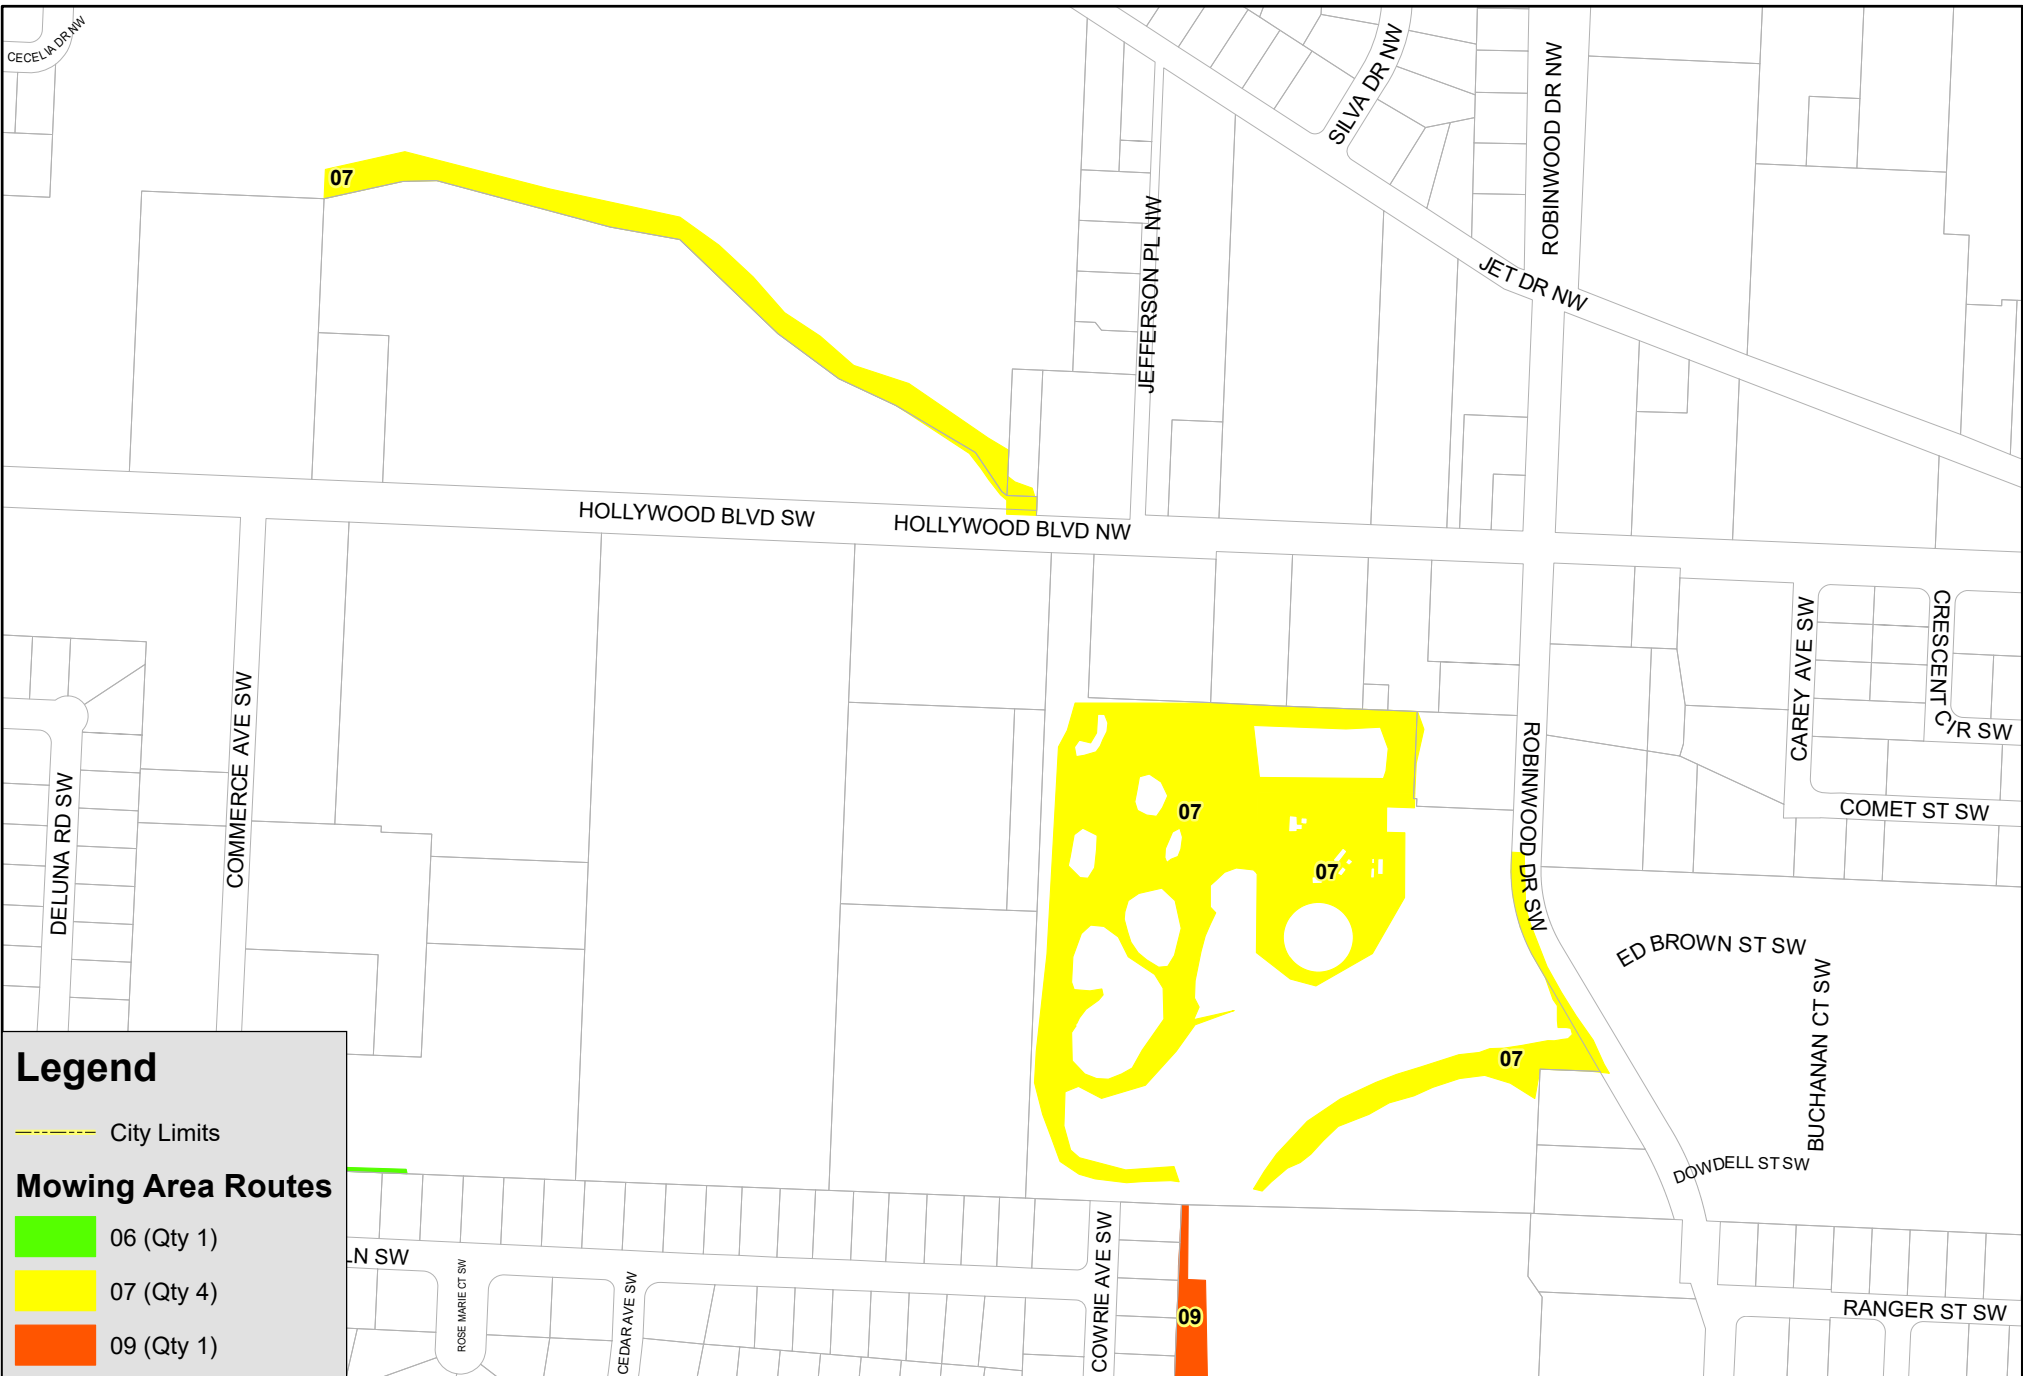 CECELIA DR NW
SILVA DR NW
ROBINWOOD DR NW
07
JEFFERSON PL NW
JET DR NW
HOLLYWOOD BLVD SW
HOLLYWOOD BLVD NW
CRESCENT CIR SW
CAREY AVE SW
COMMERCE AVE SW
DELUNA RD SW
ROBINWOOD DR SW
07
COMET ST SW
07
ED BROWN ST SW
BUCHANAN CT SW
07
DOWDELL ST SW
Legend
City Limits
Mowing Area Routes
06 (Qty 1)
07 (Qty 4)
09 (Qty 1)
LN SW
ROSE MARIE CT SW
CEDAR AVE SW
COWRIE AVE SW
09
RANGER ST SW